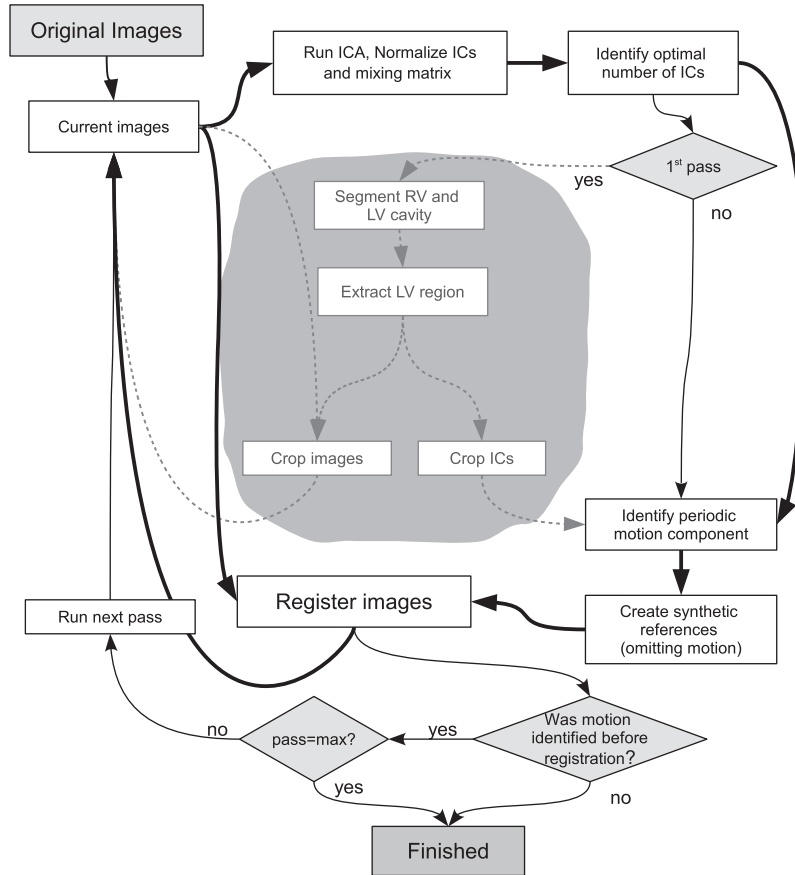 Original Images
Run ICA, Normalize ICs
and mixing matrix
Identify optimal
number of ICs
Current images
1st pass
yes
no
Segment RV and
LV cavity
Extract LV region
Crop images
Crop ICs
Identify periodic
motion component
Register images
Run next pass
Create synthetic
references
(omitting motion)
no
pass=max?
yes
Was motion
identified before
registration?
yes
no
Finished